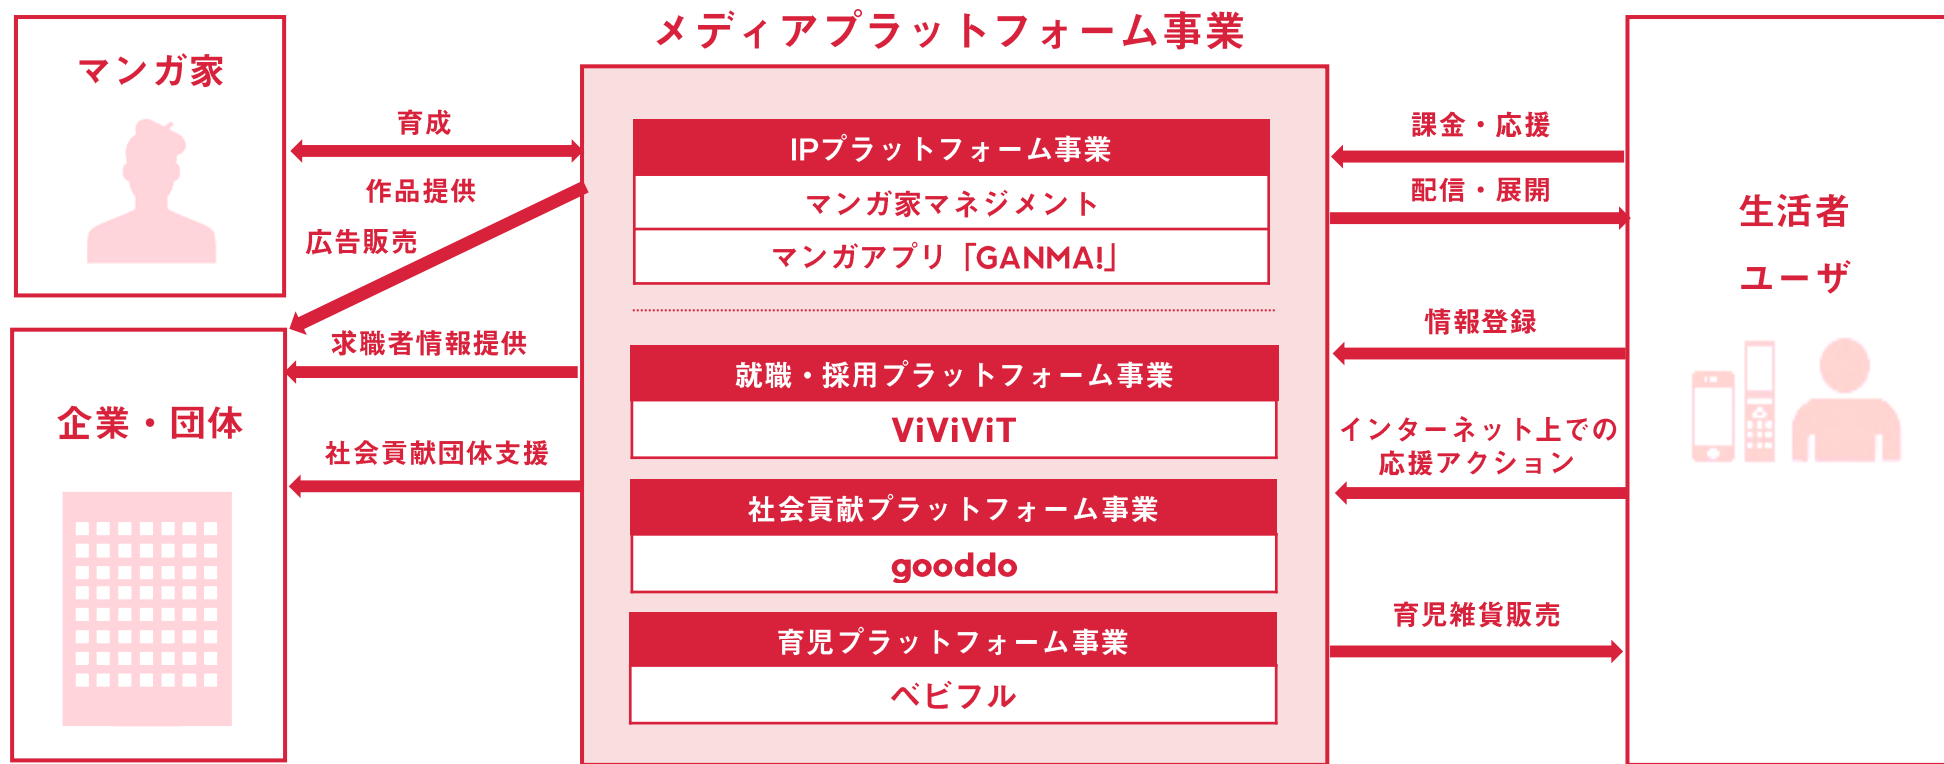 メディアプラットフォーム事業
マンガ家
育成
作品提供
広告販売
求職者情報提供
企業・団体
社会貢献団体支援
IPプラットフォーム事業
マンガ家マネジメント
マンガアプリ「GANMA!」
就職・採用プラットフォーム事業
ViViViT
社会貢献プラットフォーム事業
gooddo
育児プラットフォーム事業
ベビフル
課金・応援
配信・展開
情報登録
インターネット上での
応援アクション
育児雑貨販売
生活者
ユーザ